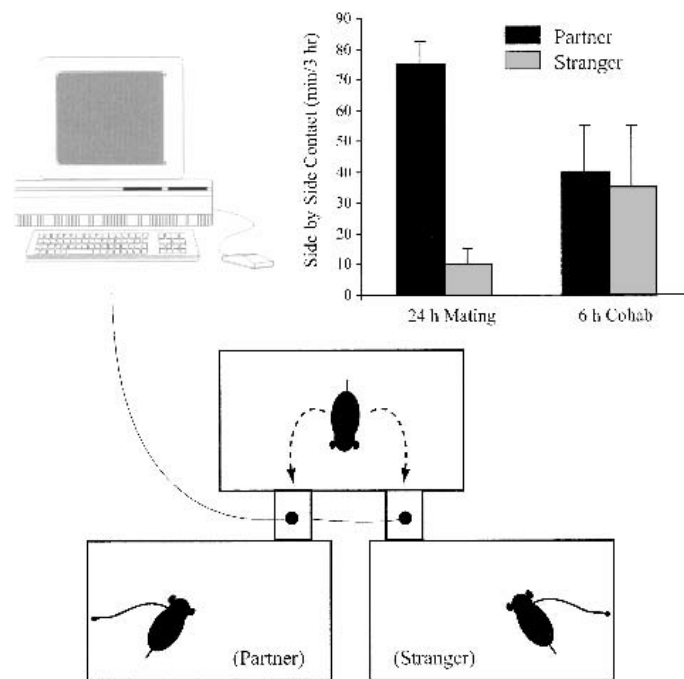 Side by Side Contact (min/3 hr)
90
80
70
60
50
40
30
20
10
0
Partner
Stranger
24 h Mating
6 h Cohab
(Partner)
(Stranger)